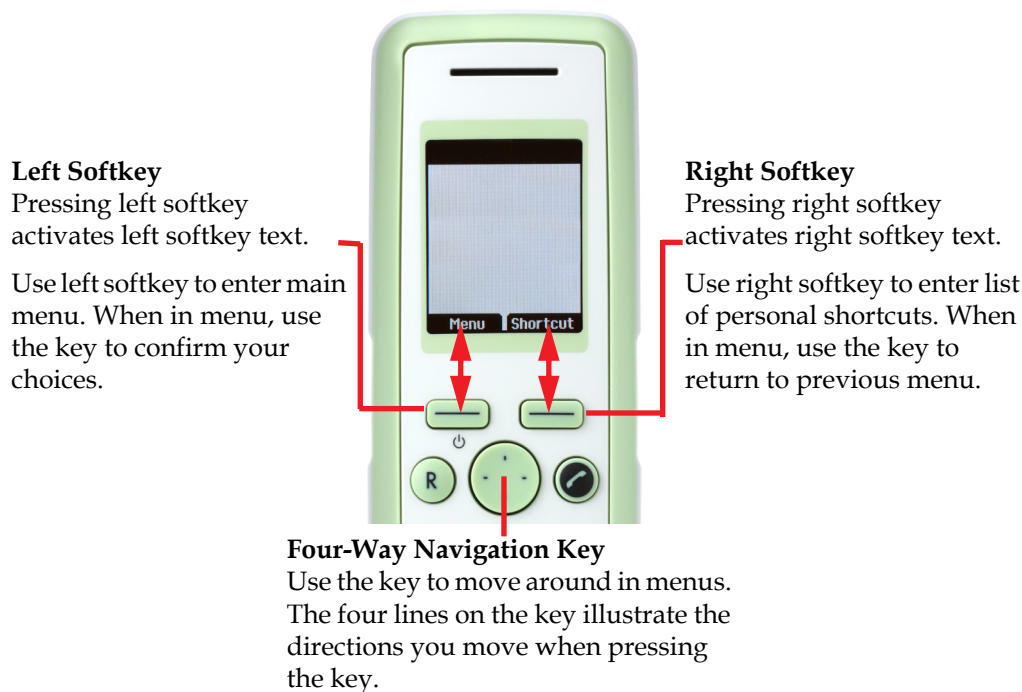 Left Softkey
Pressing left softkey
activates left softkey text.
Use left softkey to enter main
menu. When in menu, use
the key to confirm your
choices.
Right Softkey
Pressing right softkey
activates right softkey text.
Use right softkey to enter list
of personal shortcuts. When
in menu, use the key to
return to previous menu.
Menu Shortcut
R
Four-Way Navigation Key
Use the key to move around in menus.
The four lines on the key illustrate the
directions you move when pressing
the key.